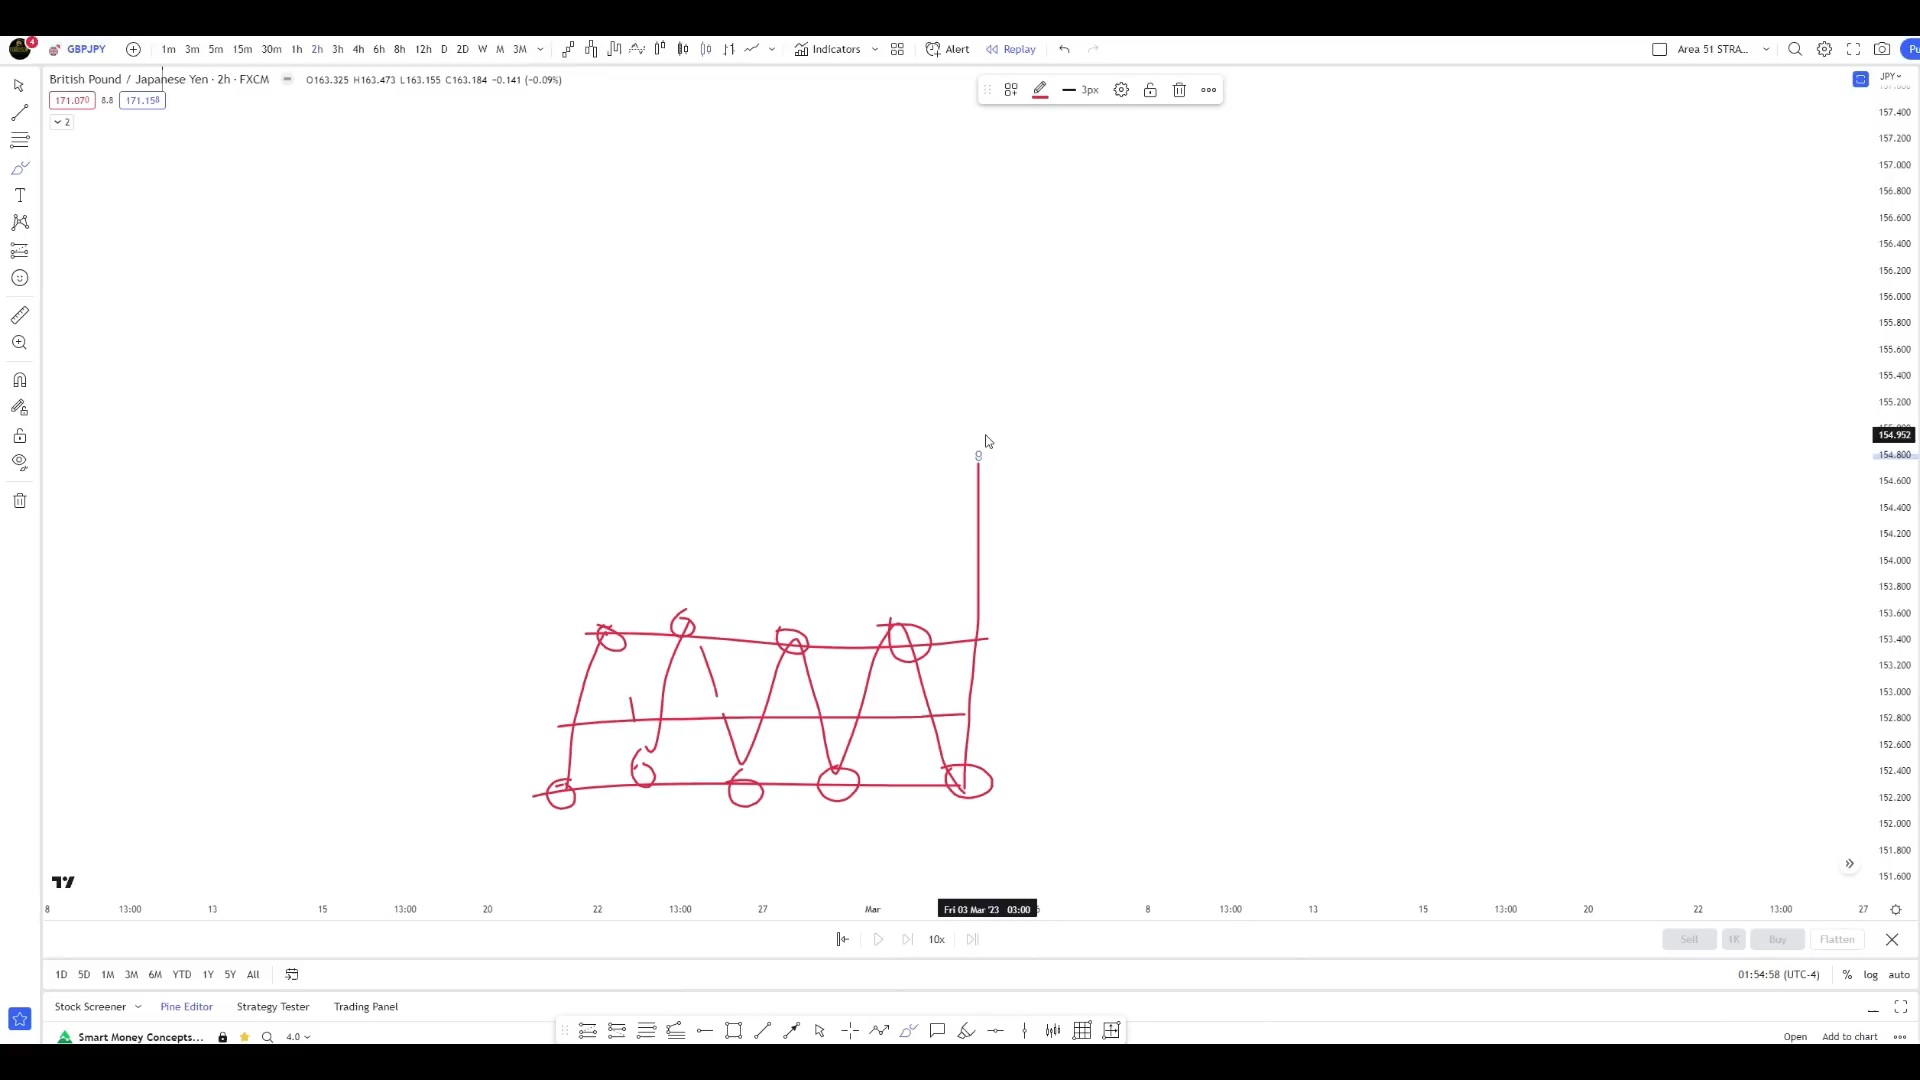 4 GBPJPY 1m 3m 5m 15m 30m 1h 2h 3h 4h 6h 8h 12h D 2D W M 3M Indicators Alert Replay Area 51 STRA... Pu
British Pound / Japanese Yen · 2h · FXCM O163.325 H163.473 L163.155 C163.184 −0.141 (−0.09%)
JPY
171.070 8.8 171.158
3px
2
157.400
157.200
157.000
156.800
156.600
156.400
156.200
156.000
155.800
155.600
155.400
155.200
154.952
154.800
154.600
154.400
154.200
154.000
153.800
153.600
153.400
153.200
153.000
152.800
152.600
152.400
152.200
152.000
151.800
151.600
8 13:00 13 15 13:00 20 22 13:00 27 Mar Fri 03 Mar '23 03:00 8 13:00 13 15 13:00 20 22 13:00 27
10x
Sell 1K Buy Flatten
1D 5D 1M 3M 6M YTD 1Y 5Y All
01:54:58 (UTC-4) % log auto
Stock Screener Pine Editor Strategy Tester Trading Panel
Smart Money Concepts... 4.0
Open Add to chart